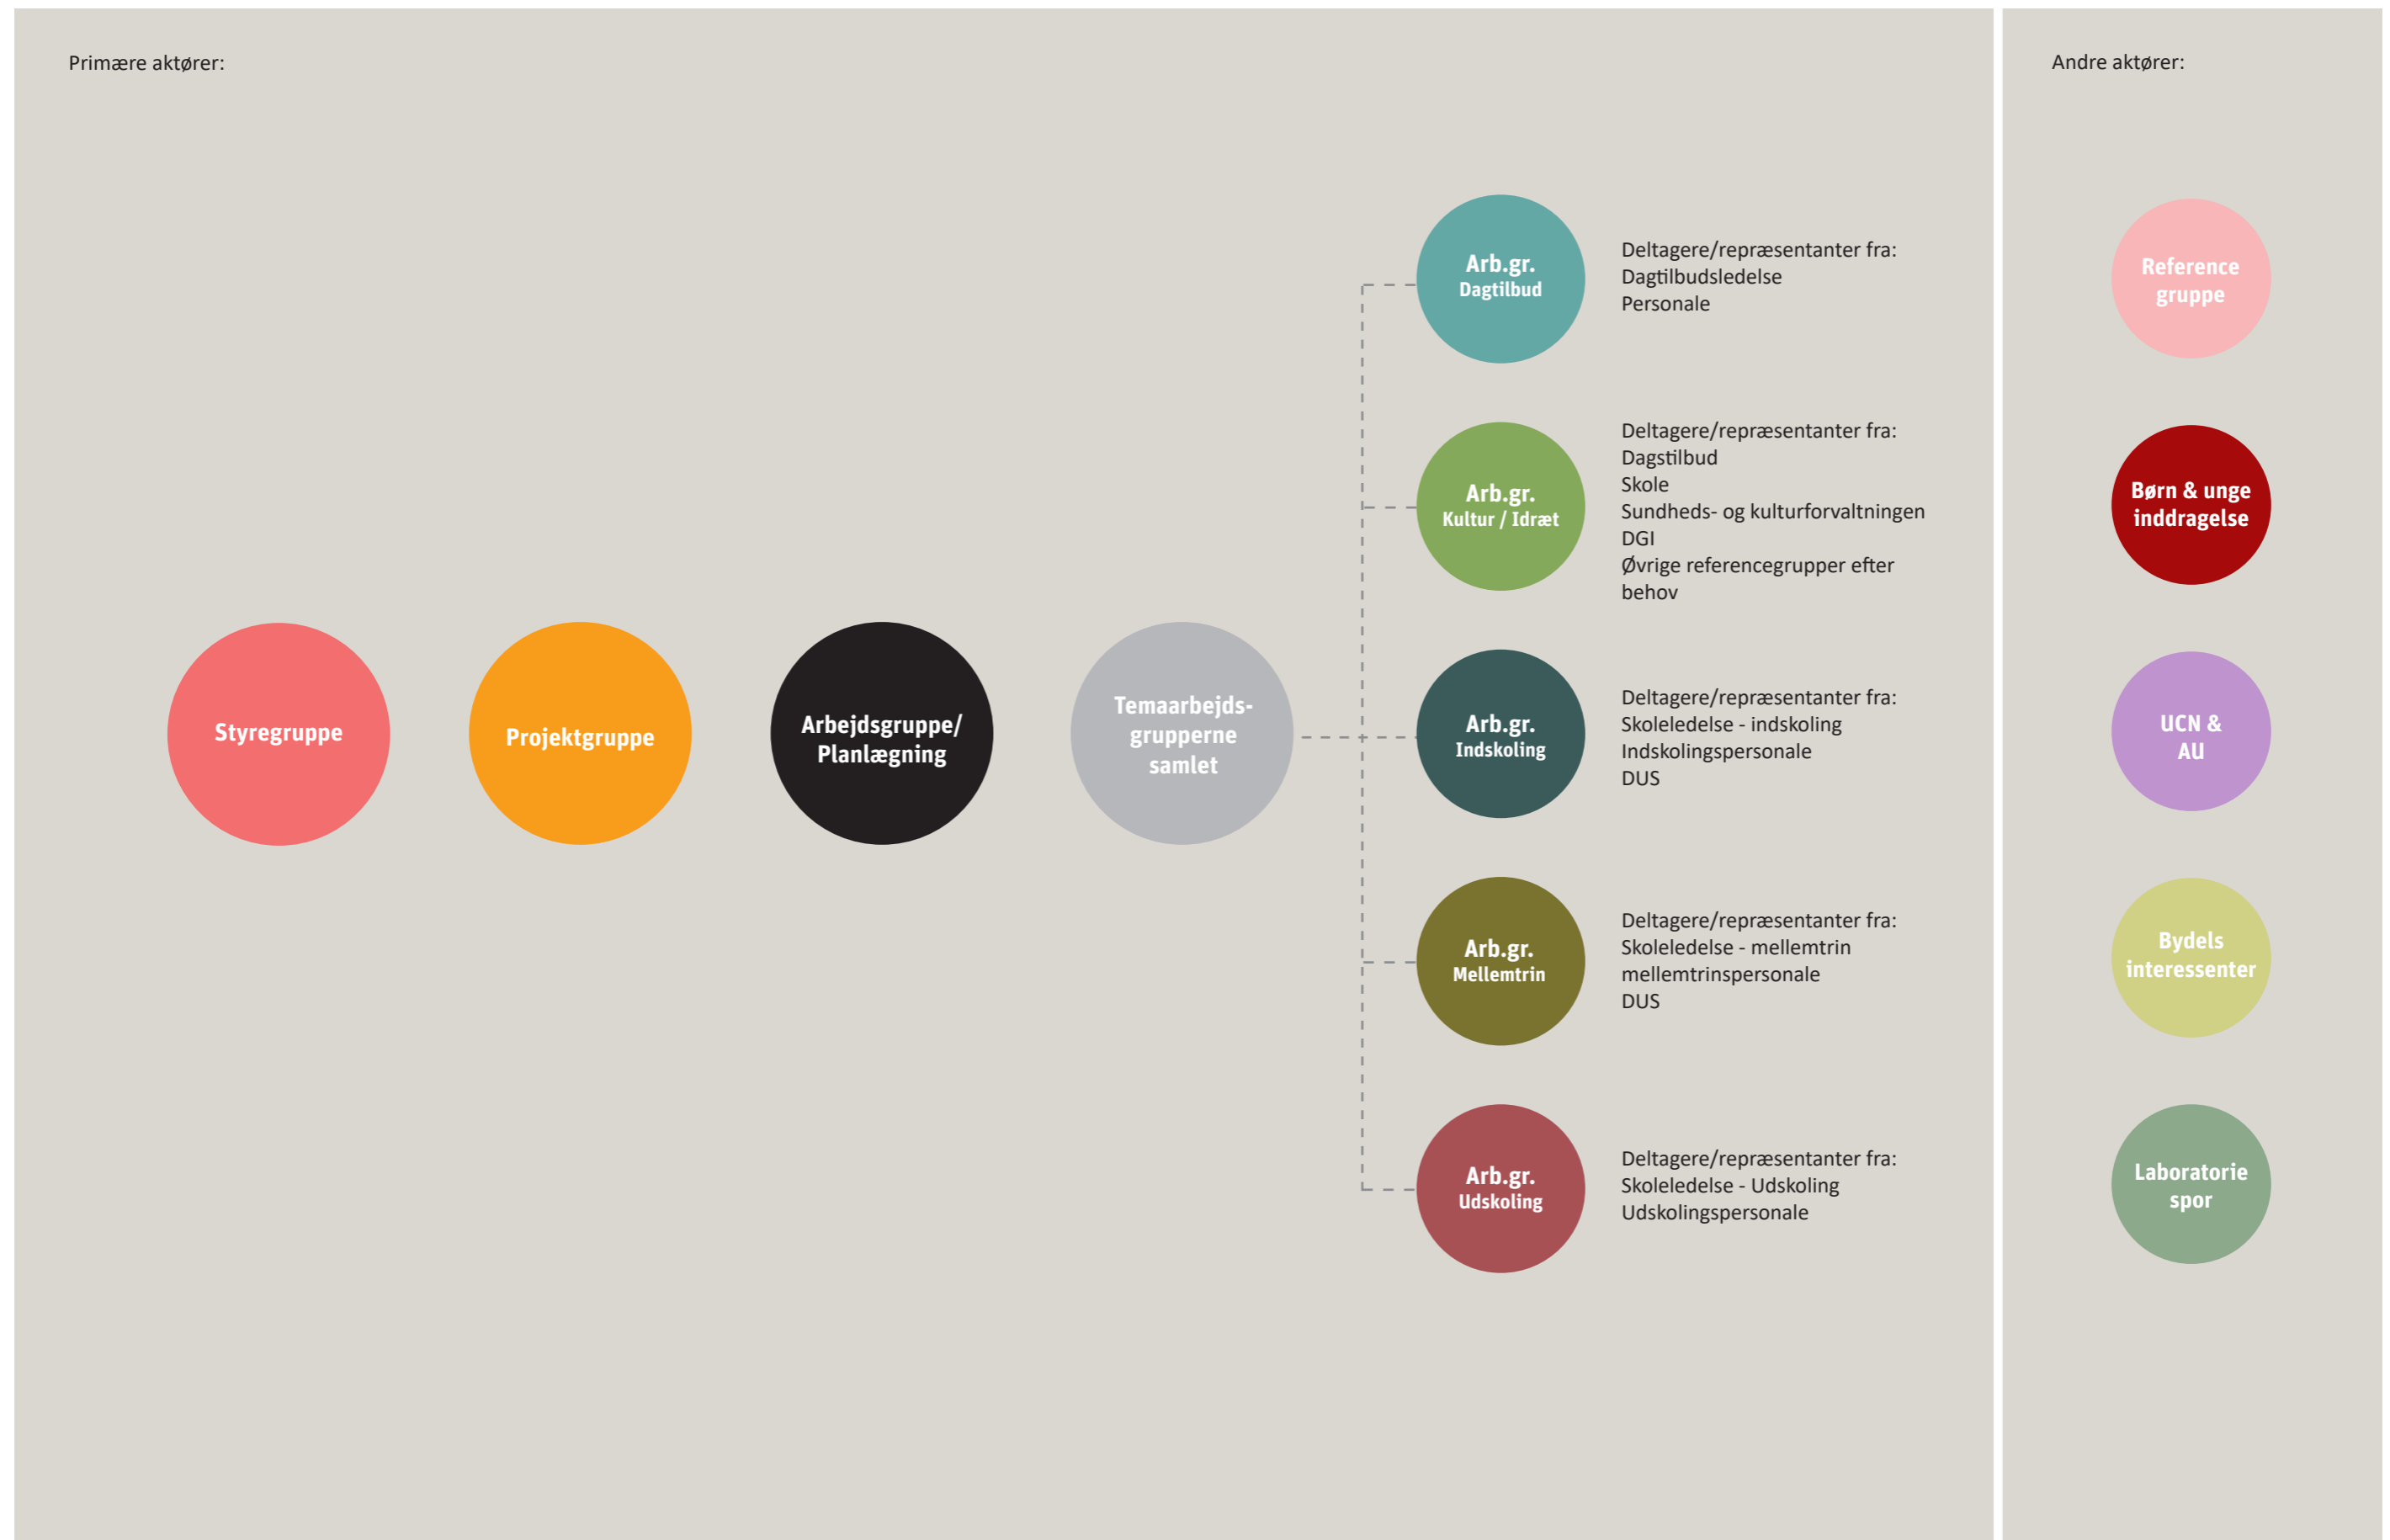 Primære aktører:
Styregruppe
Projektgruppe
Arbejdsgruppe/
Planlægning
Temaarbejds-
grupperne
samlet
Arb.gr.
Dagtilbud
Deltagere/repræsentanter fra:
Dagtilbudsledelse
Personale
Arb.gr.
Kultur / Idræt
Deltagere/repræsentanter fra:
Dagstilbud
Skole
Sundheds- og kulturforvaltningen
DGI
Øvrige referencegrupper efter
behov
Arb.gr.
Indskoling
Deltagere/repræsentanter fra:
Skoleledelse - indskoling
Indskolingspersonale
DUS
Arb.gr.
Mellemtrin
Deltagere/repræsentanter fra:
Skoleledelse - mellemtrin
mellemtrinspersonale
DUS
Arb.gr.
Udskoling
Deltagere/repræsentanter fra:
Skoleledelse - Udskoling
Udskolingspersonale
Andre aktører:
Reference
gruppe
Børn & unge
inddragelse
UCN &
AU
Bydels
interessenter
Laboratorie
spor